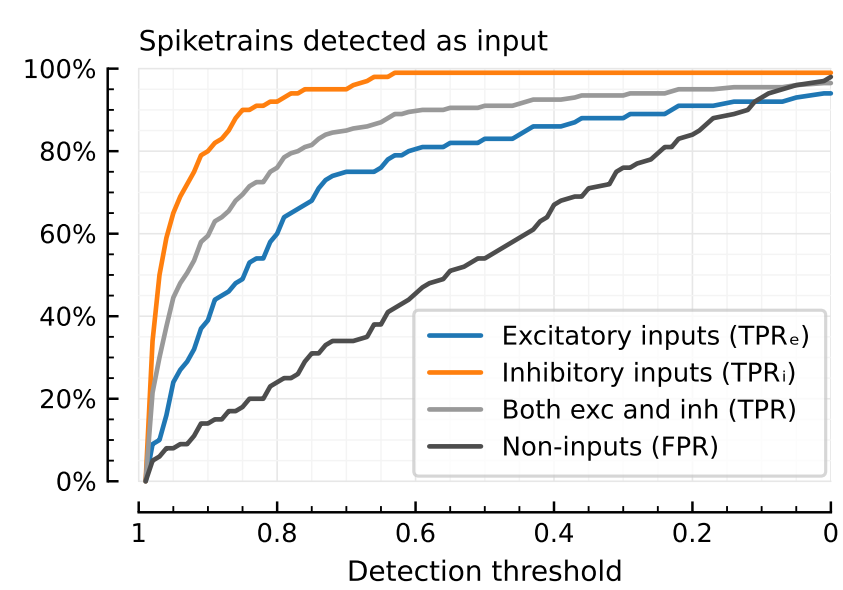 Spiketrains detected as input
100%
80%
60%
40%
20%
0%
Excitatory inputs (TPRₑ)
Inhibitory inputs (TPRᵢ)
Both exc and inh (TPR)
Non-inputs (FPR)
1 0.8 0.6 0.4 0.2 0
Detection threshold